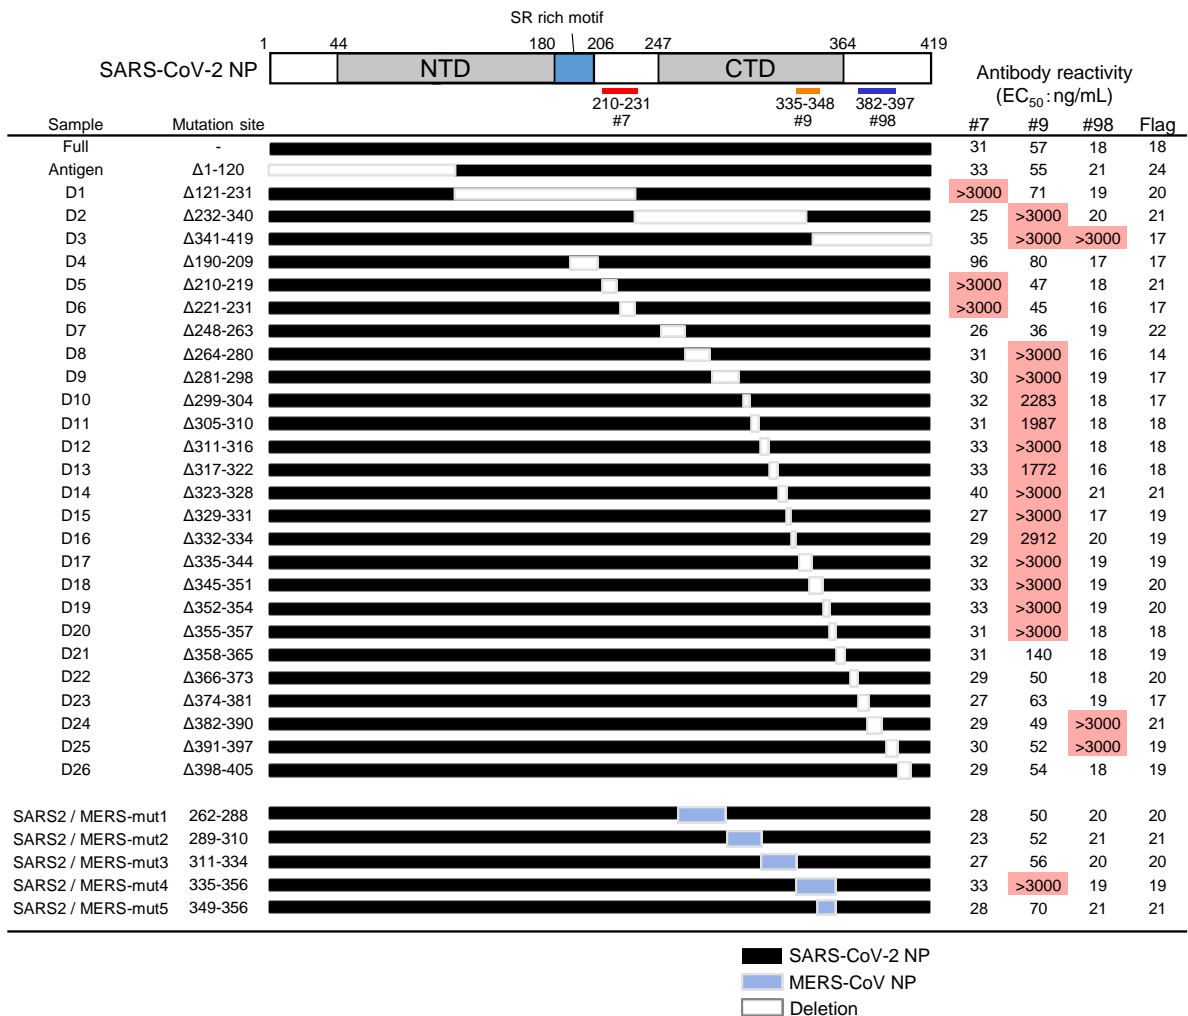 SR rich motif
1 44 180 206 247 364 419
SARS-CoV-2 NP NTD CTD
Antibody reactivity
(EC50:ng/mL)
210-231 335-348 382-397
#7 #9 #98
Sample Mutation site #7 #9 #98 Flag
Full - 31 57 18 18
Antigen Δ1-120 33 55 21 24
D1 Δ121-231 >3000 71 19 20
D2 Δ232-340 25 >3000 20 21
D3 Δ341-419 35 >3000 >3000 17
D4 Δ190-209 96 80 17 17
D5 Δ210-219 >3000 47 18 21
D6 Δ221-231 >3000 45 16 17
D7 Δ248-263 26 36 19 22
D8 Δ264-280 31 >3000 16 14
D9 Δ281-298 30 >3000 19 17
D10 Δ299-304 32 2283 18 17
D11 Δ305-310 31 1987 18 18
D12 Δ311-316 33 >3000 18 18
D13 Δ317-322 33 1772 16 18
D14 Δ323-328 40 >3000 21 21
D15 Δ329-331 27 >3000 17 19
D16 Δ332-334 29 2912 20 19
D17 Δ335-344 32 >3000 19 19
D18 Δ345-351 33 >3000 19 20
D19 Δ352-354 33 >3000 19 20
D20 Δ355-357 31 >3000 18 18
D21 Δ358-365 31 140 18 19
D22 Δ366-373 29 50 18 20
D23 Δ374-381 27 63 19 17
D24 Δ382-390 29 49 >3000 21
D25 Δ391-397 30 52 >3000 19
D26 Δ398-405 29 54 18 19
SARS2 / MERS-mut1 262-288 28 50 20 20
SARS2 / MERS-mut2 289-310 23 52 21 21
SARS2 / MERS-mut3 311-334 27 56 20 20
SARS2 / MERS-mut4 335-356 33 >3000 19 19
SARS2 / MERS-mut5 349-356 28 70 21 21
SARS-CoV-2 NP
MERS-CoV NP
Deletion